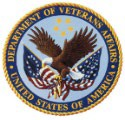 DEPARTMENT OF VETERANS AFFAIRS
UNITED STATES OF AMERICA